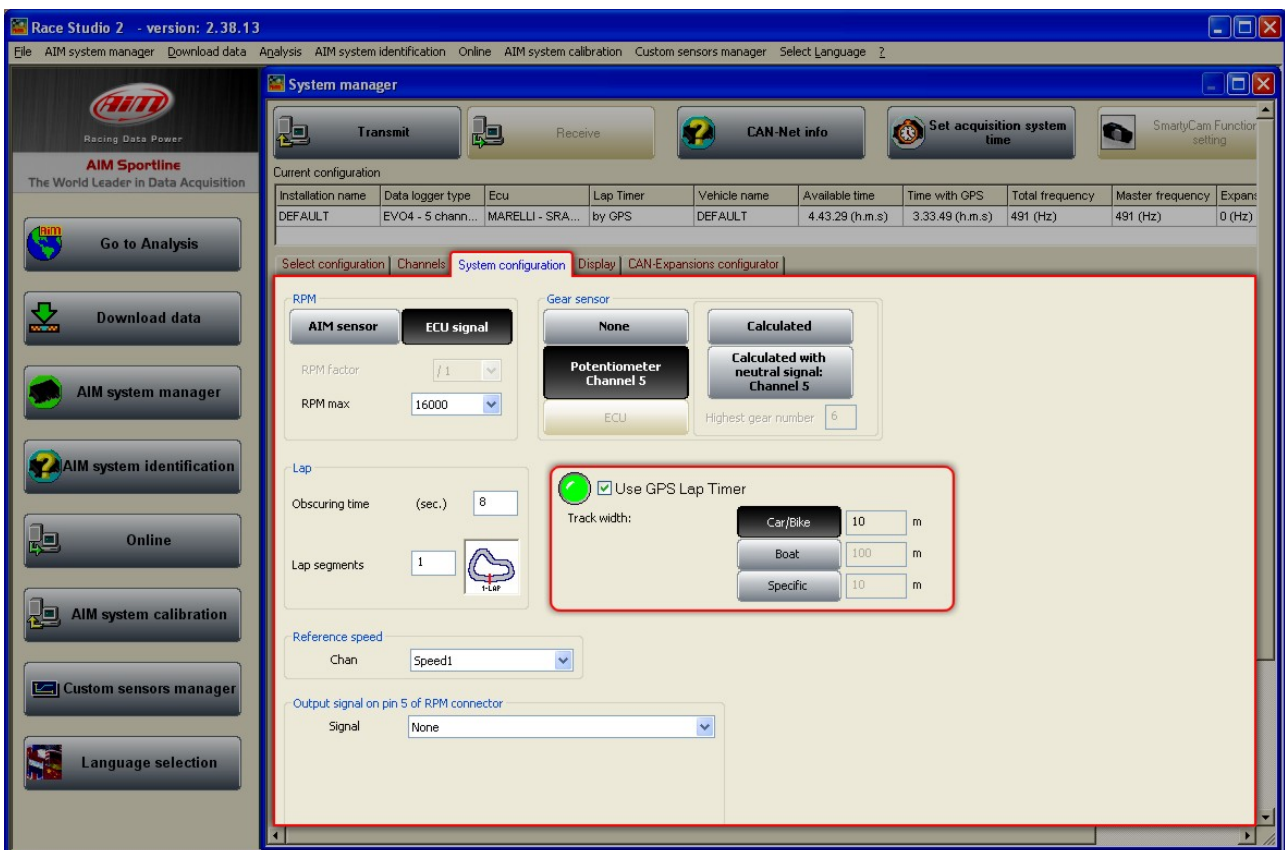 Race Studio 2 - version: 2.38.13
File AIM system manager Download data Analysis AIM system identification Online AIM system calibration Custom sensors manager Select Language ?
AiM
Racing Data Power
AIM Sportline
The World Leader in Data Acquisition
Go to Analysis
Download data
AIM system manager
AIM system identification
Online
AIM system calibration
Custom sensors manager
Language selection
System manager
Transmit
Receive
CAN-Net info
Set acquisition system
time
SmartyCam Function
setting
Current configuration
Installation name Data logger type Ecu Lap Timer Vehicle name Available time Time with GPS Total frequency Master frequency Expans
DEFAULT EVO4 - 5 chann... MARELLI - SRA... by GPS DEFAULT 4.43.29 (h.m.s) 3.33.49 (h.m.s) 491 (Hz) 491 (Hz) 0 (Hz)
Select configuration Channels System configuration Display CAN-Expansions configurator
RPM
AIM sensor ECU signal
RPM factor / 1
RPM max 16000
Gear sensor
None
Potentiometer
Channel 5
ECU
Calculated
Calculated with
neutral signal:
Channel 5
Highest gear number 6
Lap
Obscuring time (sec.) 8
Lap segments 1
1-LAP
Use GPS Lap Timer
Track width:
Car/Bike 10 m
Boat 100 m
Specific 10 m
Reference speed
Chan Speed1
Output signal on pin 5 of RPM connector
Signal None